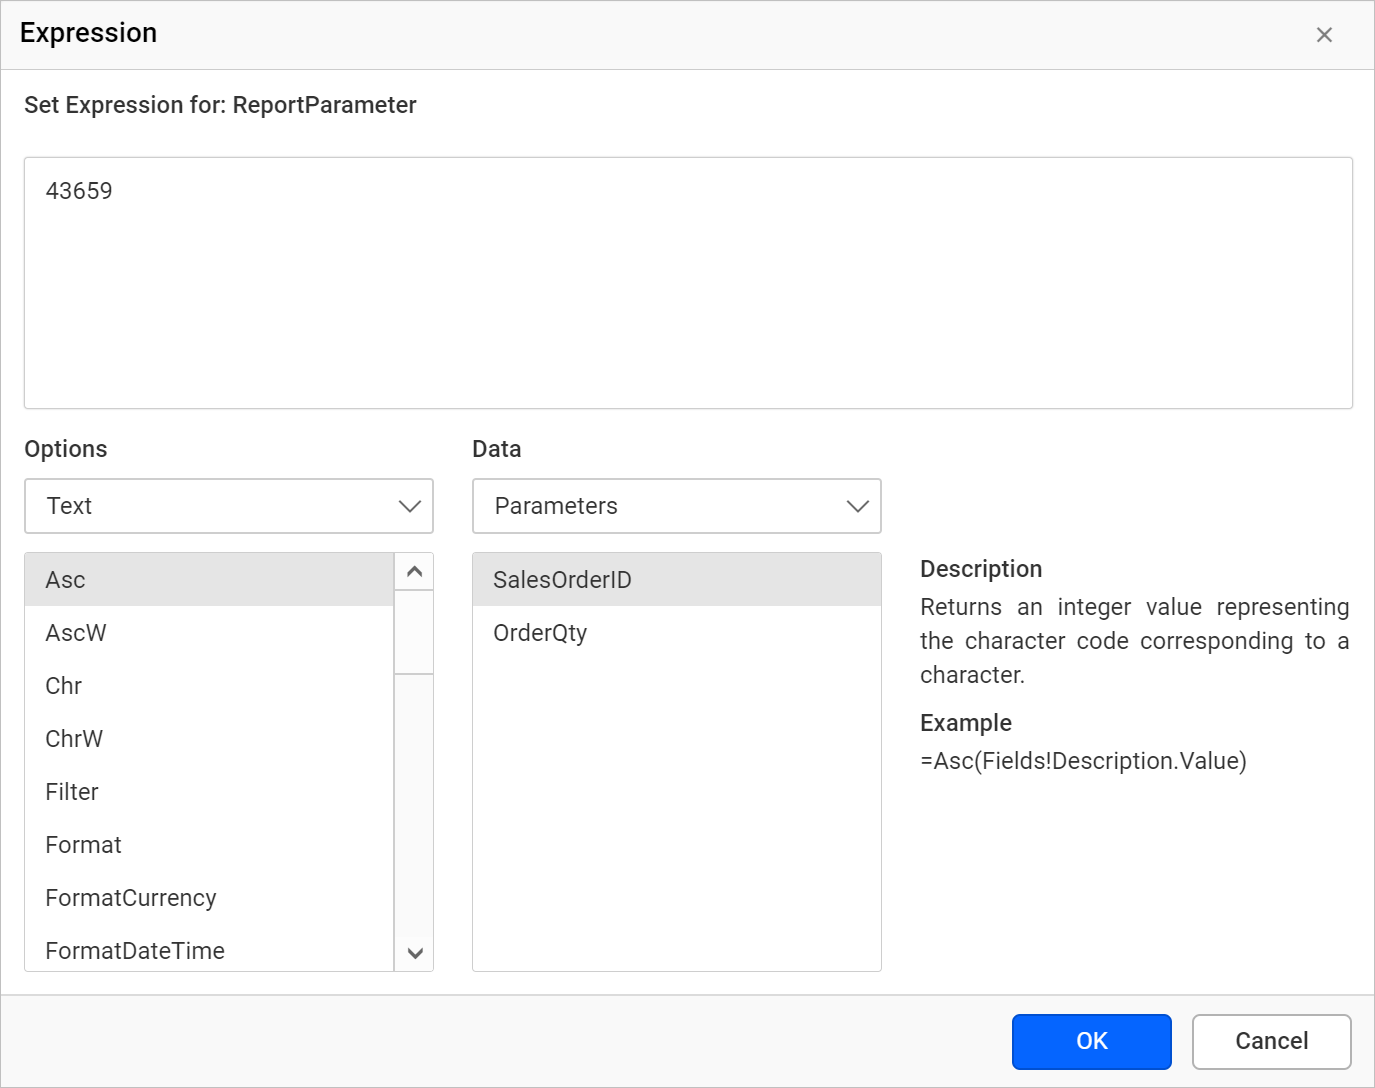 Expression
Set Expression for: ReportParameter
43659
Options
Text
Asc
AscW
Chr
ChrW
Filter
Format
FormatCurrency
FormatDateTime
Data
Parameters
SalesOrderID
OrderQty
Description
Returns an integer value representing
the character code corresponding to a
character.
Example
=Asc(Fields!Description.Value)
OK
Cancel